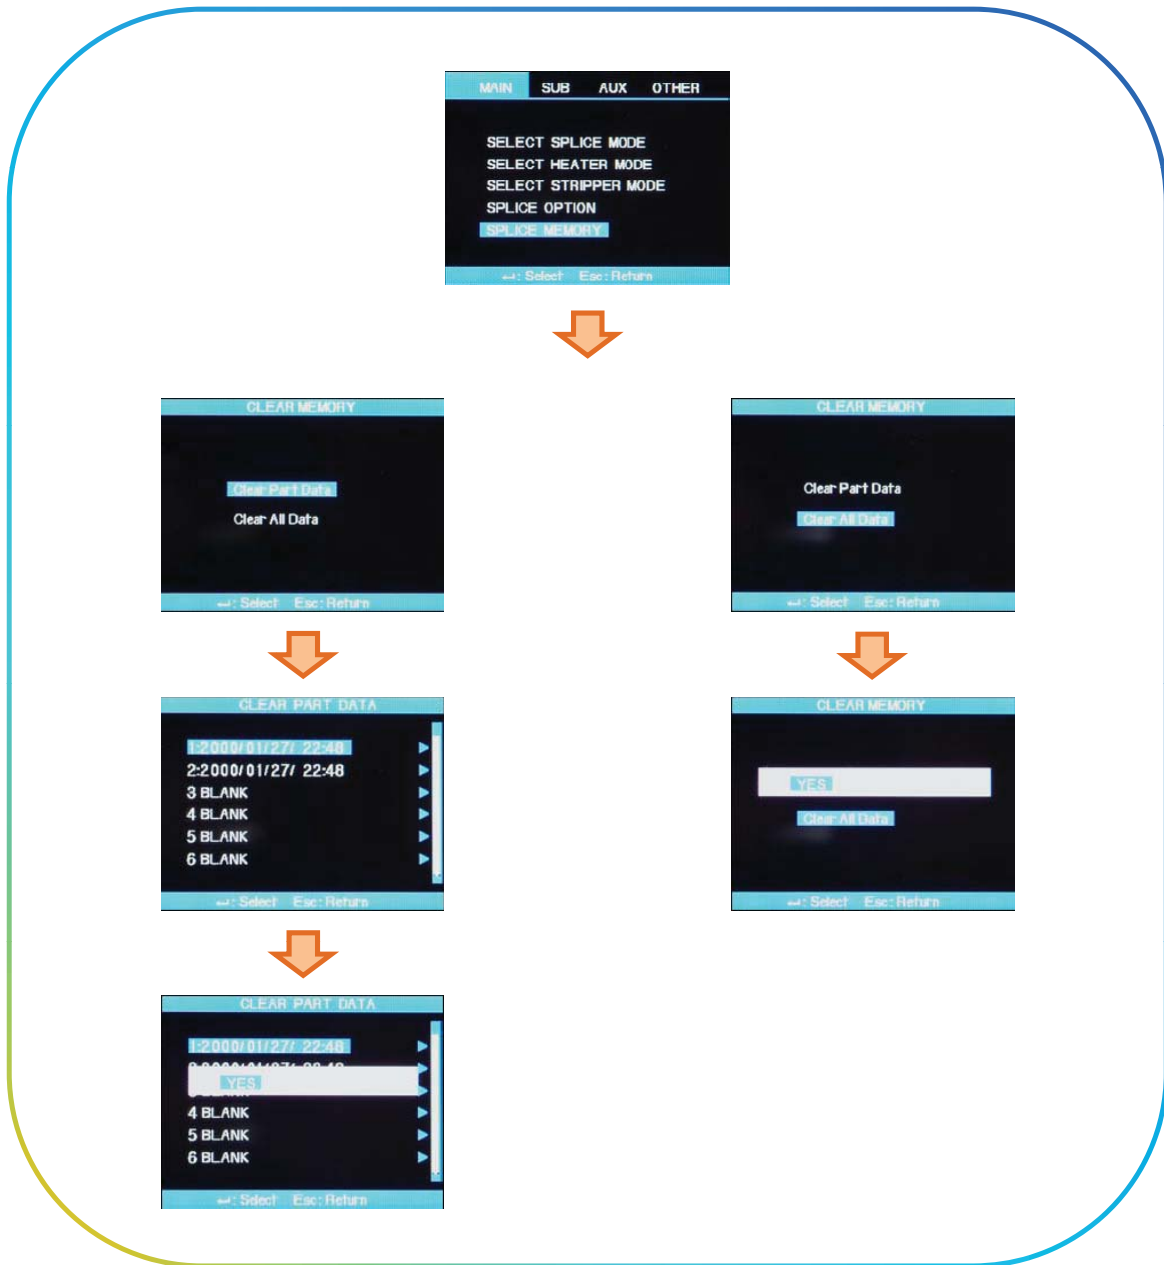 MAIN SUB AUX OTHER
SELECT SPLICE MODE
SELECT HEATER MODE
SELECT STRIPPER MODE
SPLICE OPTION
SPLICE MEMORY
↵: Select Esc: Return
CLEAR MEMORY
Clear Part Data
Clear All Data
↵: Select Esc: Return
CLEAR MEMORY
Clear Part Data
Clear All Data
↵: Select Esc: Return
CLEAR PART DATA
1:2000/01/27/ 22:48
2:2000/01/27/ 22:48
3 BLANK
4 BLANK
5 BLANK
6 BLANK
↵: Select Esc: Return
CLEAR MEMORY
YES
Clear All Data
↵: Select Esc: Return
CLEAR PART DATA
1:2000/01/27/ 22:48
YES
4 BLANK
5 BLANK
6 BLANK
↵: Select Esc: Return